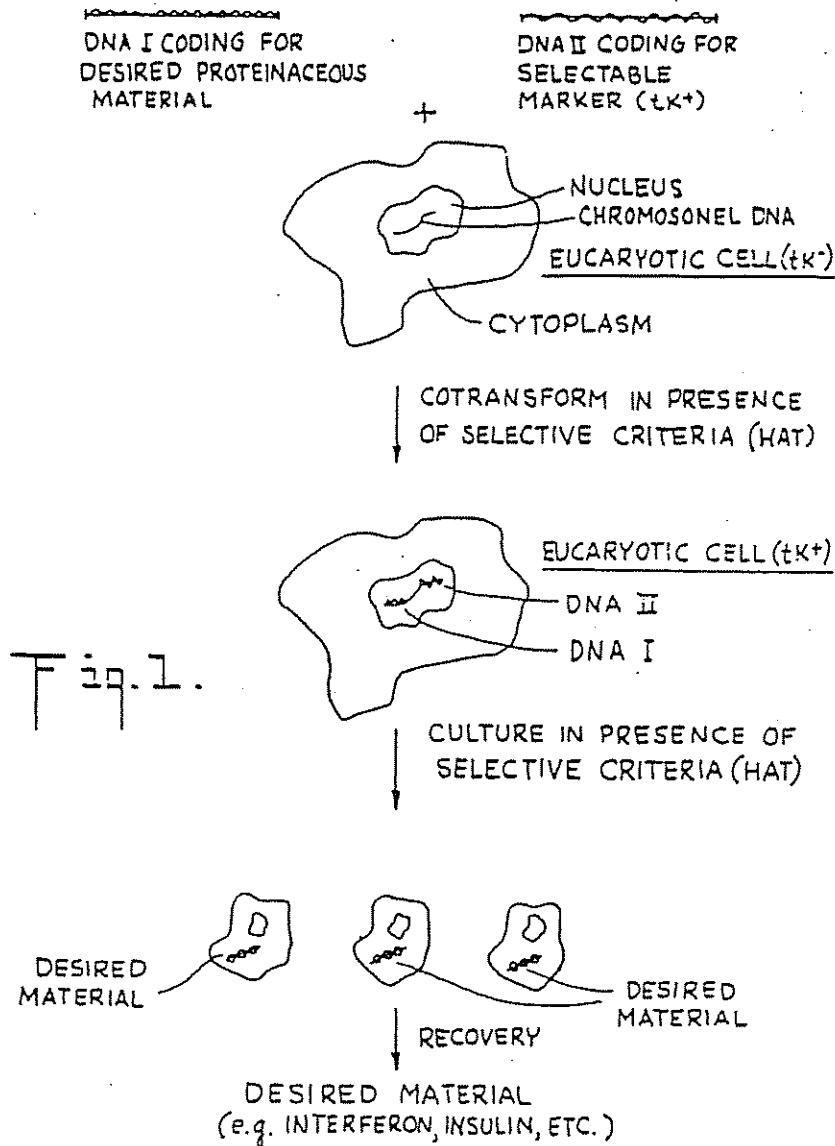 DNA I CODING FOR
DESIRED PROTEINACEOUS
MATERIAL
+
DNA II CODING FOR
SELECTABLE
MARKER (tK+)
NUCLEUS
CHROMOSONEL DNA
EUCARYOTIC CELL (tK-)
CYTOPLASM
COTRANSFORM IN PRESENCE
OF SELECTIVE CRITERIA (HAT)
EUCARYOTIC CELL (tK+)
DNA II
DNA I
Fig. 1.
CULTURE IN PRESENCE OF
SELECTIVE CRITERIA (HAT)
DESIRED
MATERIAL
DESIRED
MATERIAL
RECOVERY
DESIRED MATERIAL
(e.g. INTERFERON, INSULIN, ETC.)